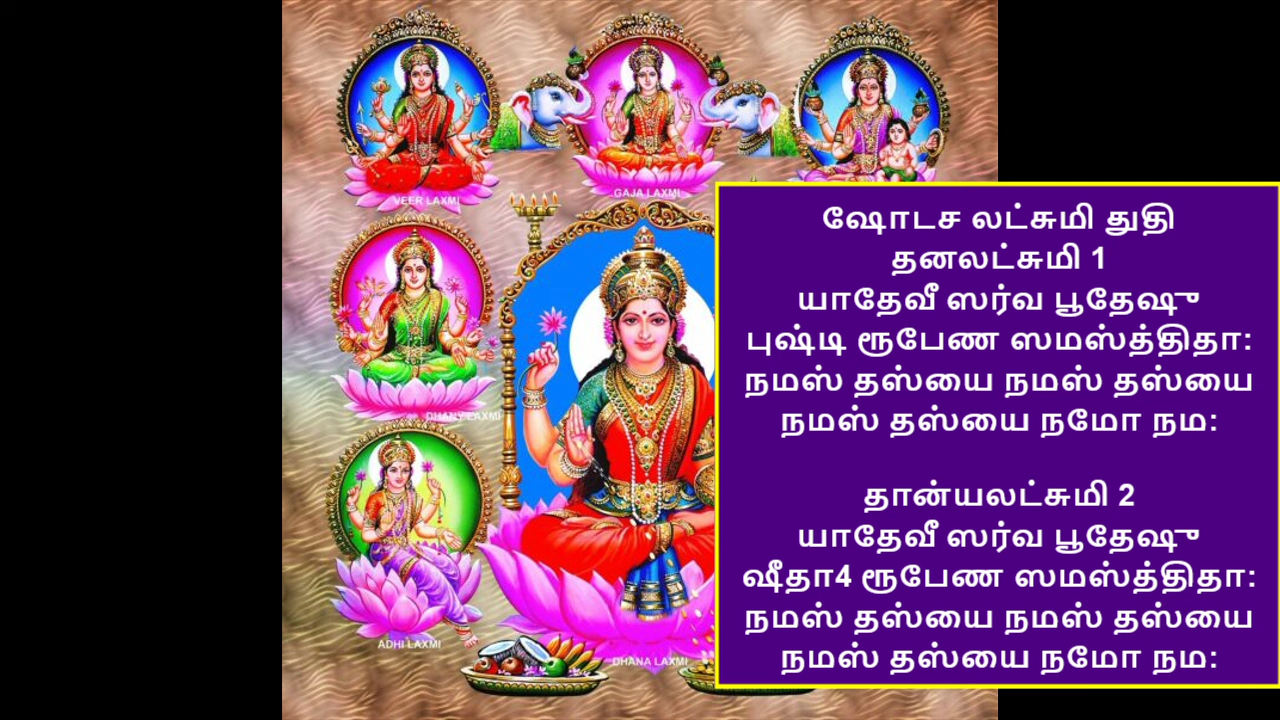 VEER LAXMI
GAJA LAXMI
DHANY LAXMI
ADHI LAXMI
DHANA LAXMI
ஷோடச லட்சுமி துதி
தனலட்சுமி 1
யாதேவீ ஸர்வ பூதேஷு
புஷ்டி ரூபேண ஸமஸ்த்திதா:
நமஸ் தஸ்யை நமஸ் தஸ்யை
நமஸ் தஸ்யை நமோ நம:
தான்யலட்சுமி 2
யாதேவீ ஸர்வ பூதேஷு
ஷீதா4 ரூபேண ஸமஸ்த்திதா:
நமஸ் தஸ்யை நமஸ் தஸ்யை
நமஸ் தஸ்யை நமோ நம: